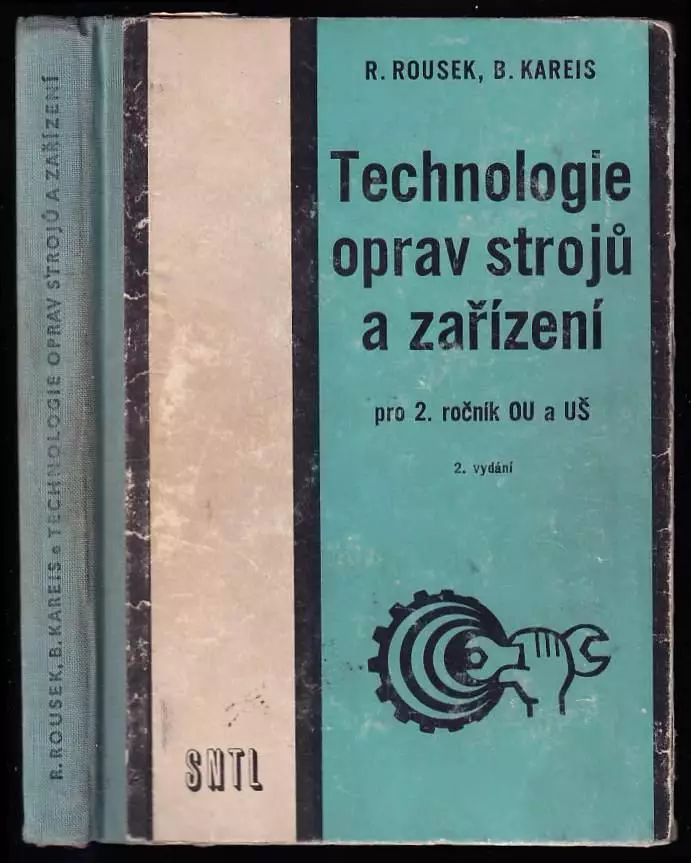 R. ROUSEK, B. KAREIS • TECHNOLOGIE OPRAV STROJŮ A ZAŘÍZENÍ
R. ROUSEK, B. KAREIS
Technologie
oprav strojů
a zařízení
pro 2. ročník OU a UŠ
2. vydání
SNTL